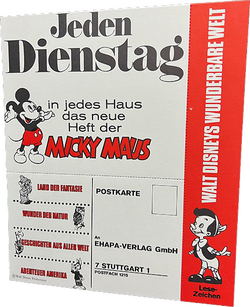 Jeden
Dienstag
in jedes Haus
das neue
Heft der
MICKY MAUS
WALT DISNEYS WUNDERBARE WELT
Lese-
Zeichen
LAND DER FANTASIE
WUNDER DER NATUR
GESCHICHTEN AUS ALLER WELT
ABENTEUER AMERIKA
POSTKARTE
An
EHAPA-VERLAG GmbH
7 STUTTGART 1
POSTFACH 1215